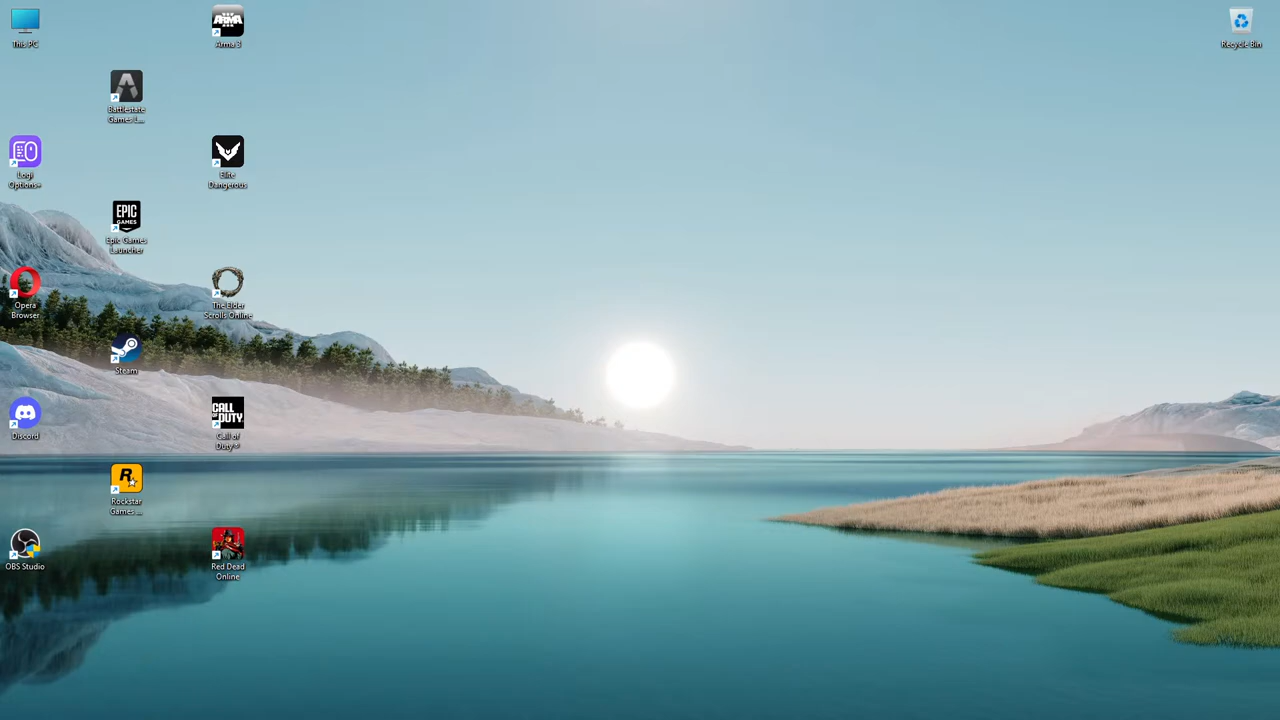 This PC
Arma 3
Recycle Bin
Battlestate
Games L...
Logi
Options+
Elite
Dangerous
EPIC
GAMES
Epic Games
Launcher
Opera
Browser
The Elder
Scrolls Online
Steam
Discord
CALL OF
DUTY
Call of
Duty®
R
Rockstar
Games ...
OBS Studio
Red Dead
Online